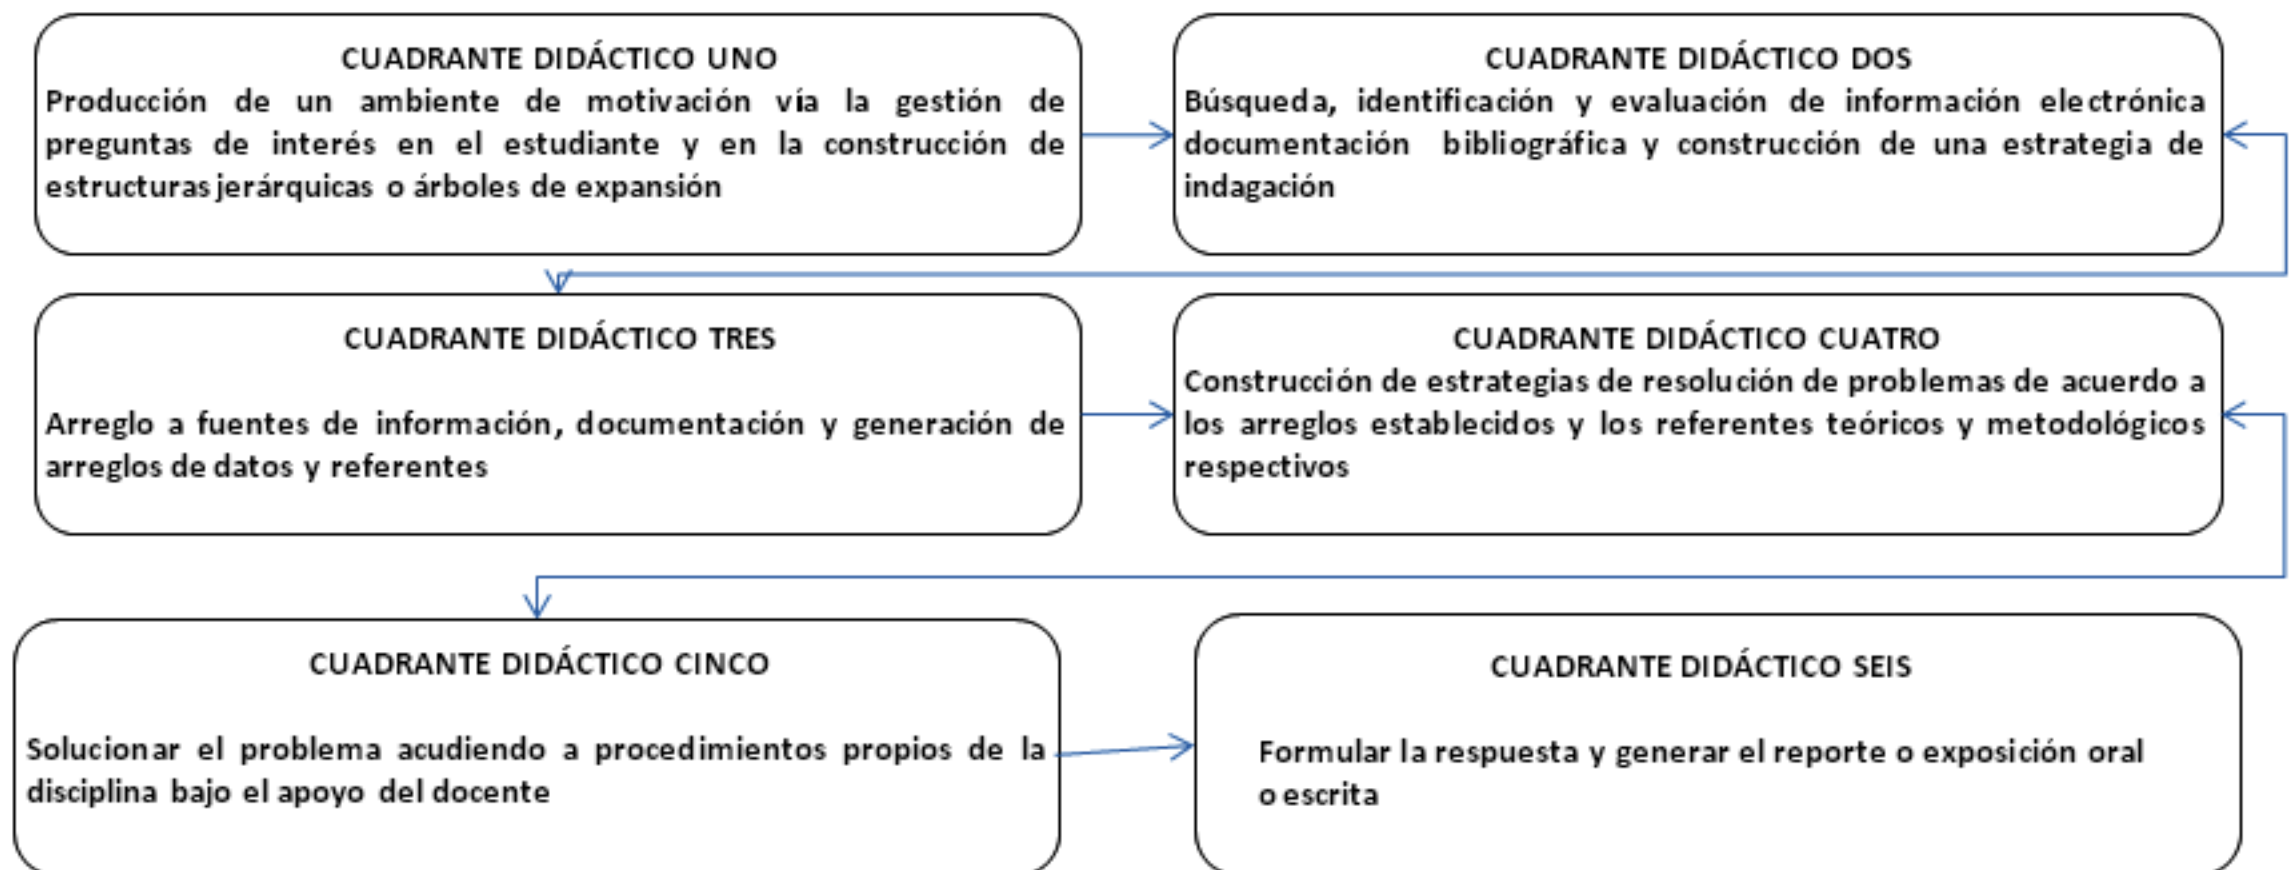 CUADRANTE DIDÁCTICO UNO
Producción de un ambiente de motivación vía la gestión de
preguntas de interés en el estudiante y en la construcción de
estructuras jerárquicas o árboles de expansión
CUADRANTE DIDÁCTICO DOS
Búsqueda, identificación y evaluación de información electrónica
documentación bibliográfica y construcción de una estrategia de
indagación
CUADRANTE DIDÁCTICO TRES
Arreglo a fuentes de información, documentación y generación de
arreglos de datos y referentes
CUADRANTE DIDÁCTICO CUATRO
Construcción de estrategias de resolución de problemas de acuerdo a
los arreglos establecidos y los referentes teóricos y metodológicos
respectivos
CUADRANTE DIDÁCTICO CINCO
Solucionar el problema acudiendo a procedimientos propios de la
disciplina bajo el apoyo del docente
CUADRANTE DIDÁCTICO SEIS
Formular la respuesta y generar el reporte o exposición oral
o escrita